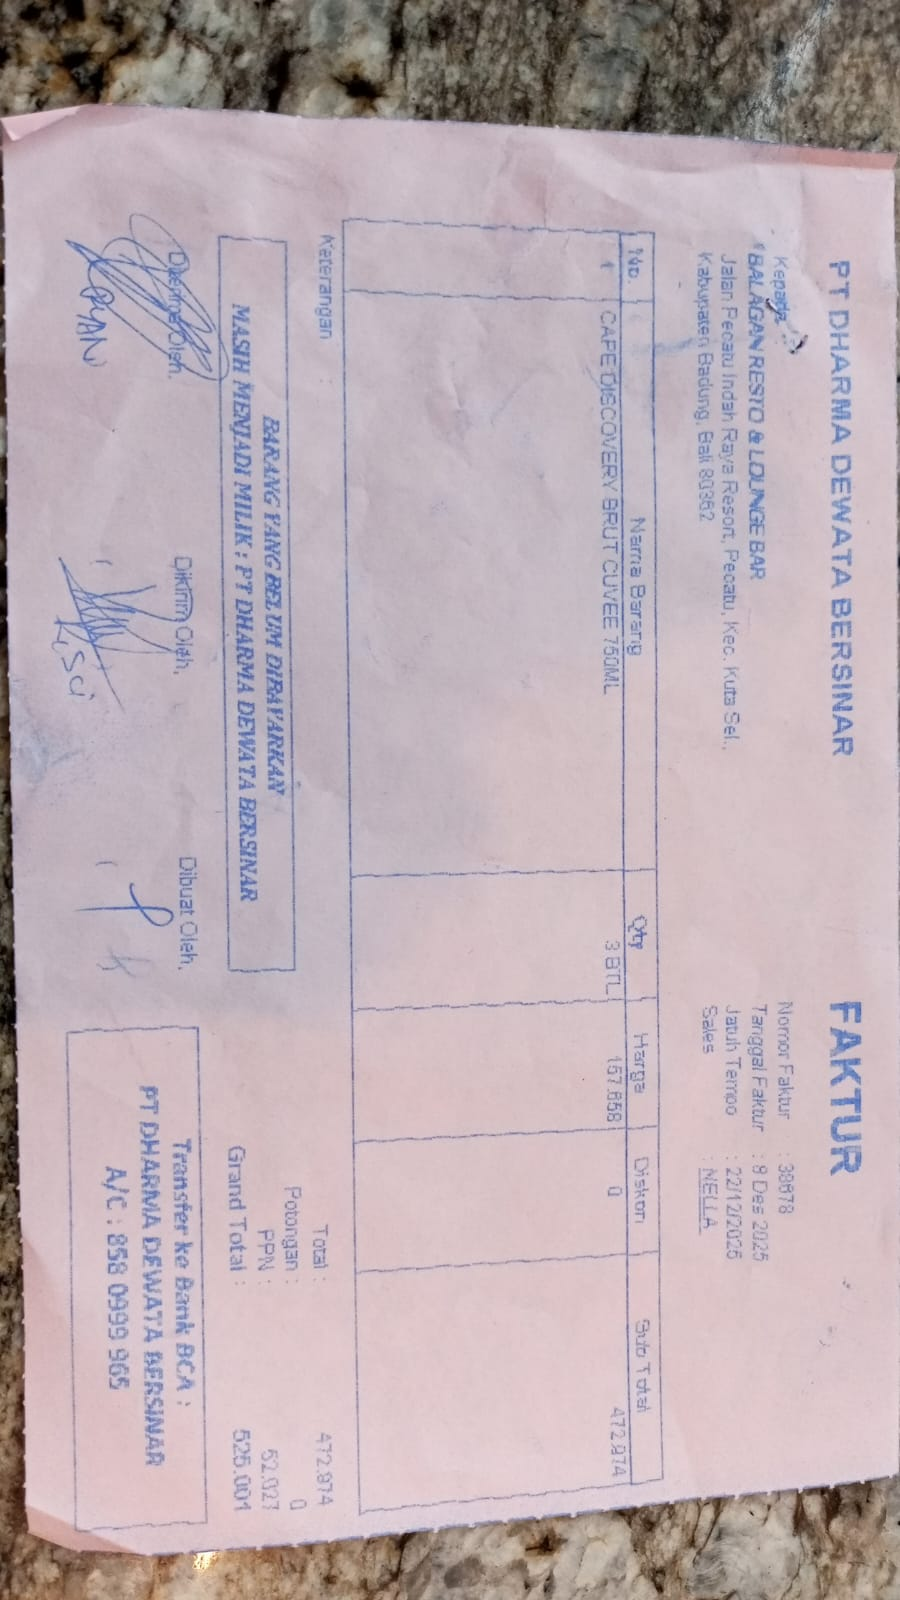 PT DHARMA DEWATA BERSINAR
FAKTUR
Kepada
BALAGAN RESTO & LOUNGE BAR
Jalan Pecatu Indah Raya Resort, Pecatu, Kec. Kuta Sel.,
Kabupaten Badung, Bali 80362
Nomor Faktur : 38678
Tanggal Faktur : 9 Des 2025
Jatuh Tempo : 22/12/2025
Sales : NELLA
No. Nama Barang Qty Harga Diskon Sub Total
1 CAPE DISCOVERY BRUT CUVEE 750ML 3 BTL 157.658 0 472.974
Keterangan :
Total : 472.974
Potongan : 0
PPN : 52.027
Grand Total : 525.001
BARANG YANG BELUM DIBAYARKAN
MASIH MENJADI MILIK : PT DHARMA DEWATA BERSINAR
Diterima Oleh, Dikirim Oleh, Dibuat Oleh,
RYAN
Transfer ke Bank BCA :
PT DHARMA DEWATA BERSINAR
A/C : 858 0999 965